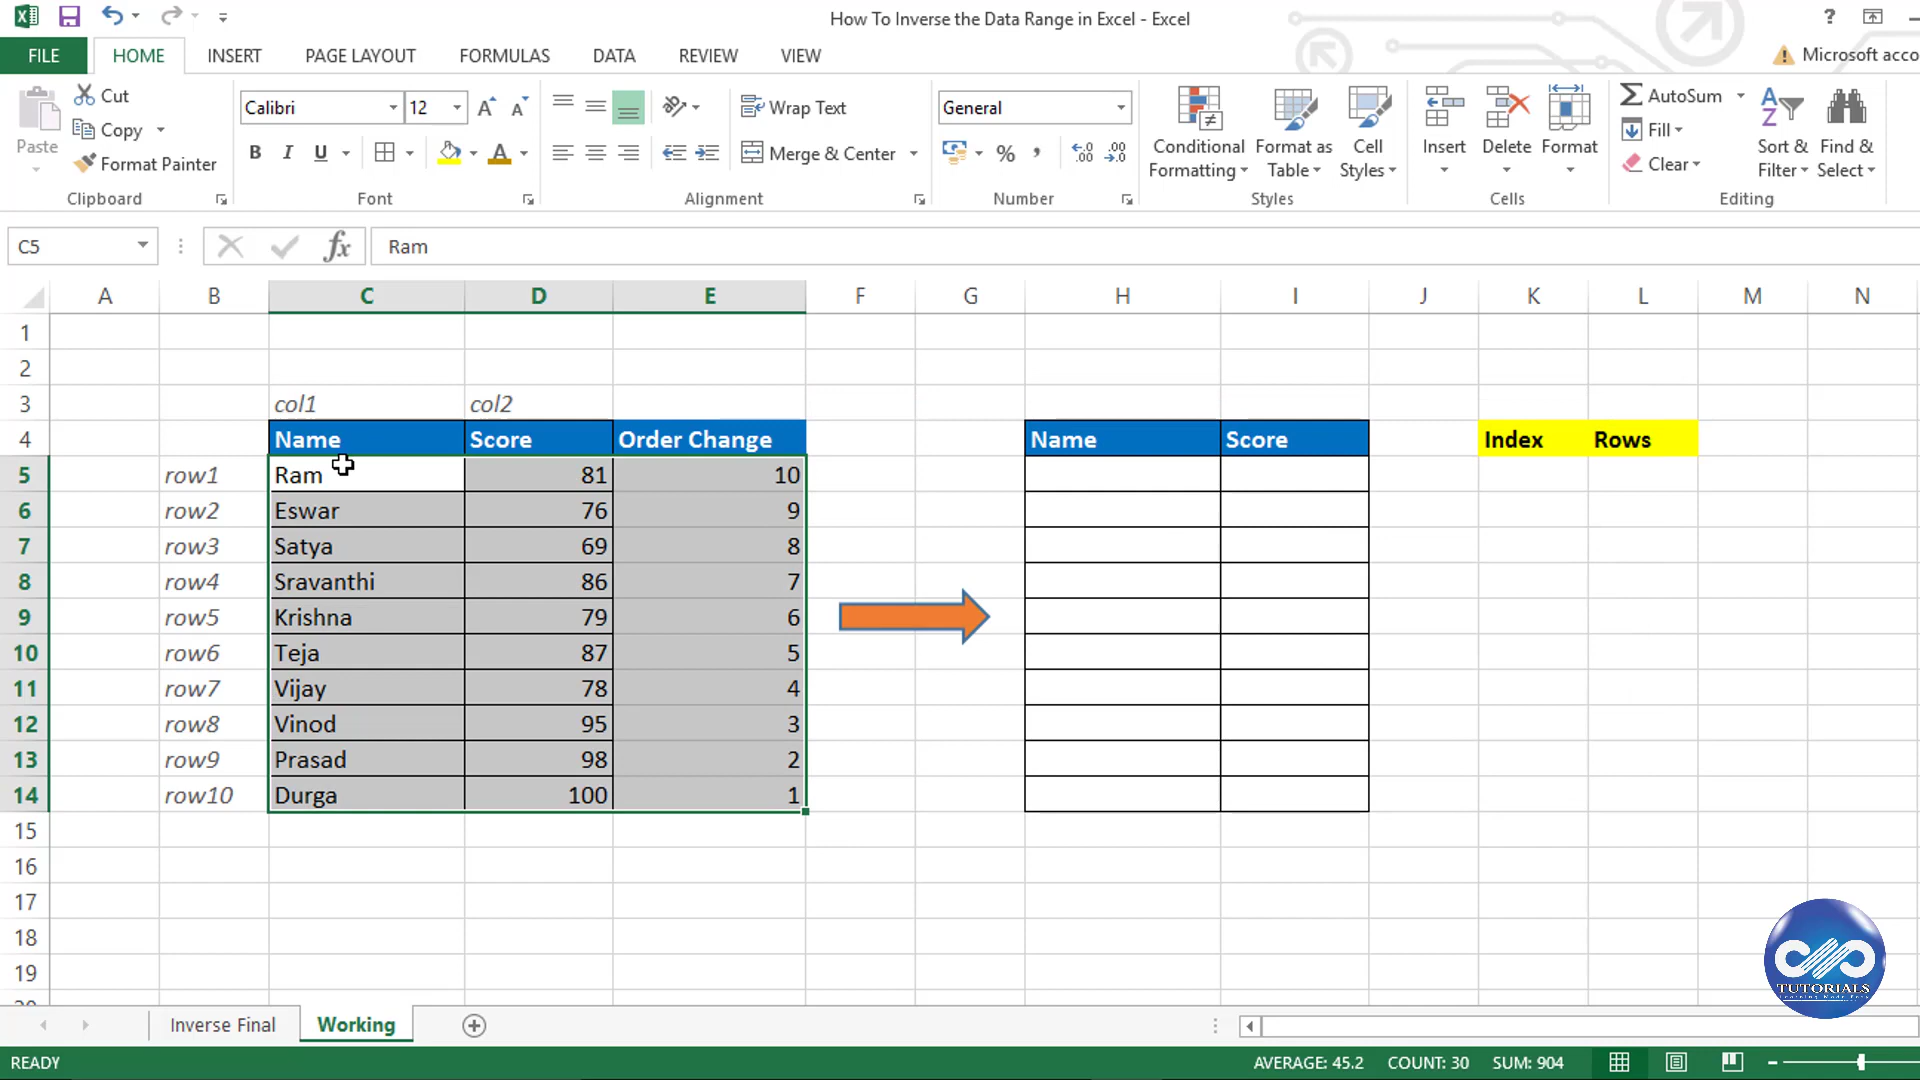 How To Inverse the Data Range in Excel - Excel
?
FILE HOME INSERT PAGE LAYOUT FORMULAS DATA REVIEW VIEW
Microsoft acco
Paste
Cut
Copy
Format Painter
Clipboard
Calibri 12
B I U
Font
Wrap Text
Merge & Center
Alignment
General
% ,
Number
Conditional Formatting
Format as Table
Cell Styles
Styles
Insert
Delete
Format
Cells
AutoSum
Fill
Clear
Sort & Filter
Find & Select
Editing
C5 fx Ram
A B C D E F G H I J K L M N
1
2
3 col1 col2
4 Name Score Order Change Name Score Index Rows
5 row1 Ram 81 10
6 row2 Eswar 76 9
7 row3 Satya 69 8
8 row4 Sravanthi 86 7
9 row5 Krishna 79 6
10 row6 Teja 87 5
11 row7 Vijay 78 4
12 row8 Vinod 95 3
13 row9 Prasad 98 2
14 row10 Durga 100 1
15
16
17
18
19
TUTORIALS
Learning Made Easy
Inverse Final Working
READY AVERAGE: 45.2 COUNT: 30 SUM: 904